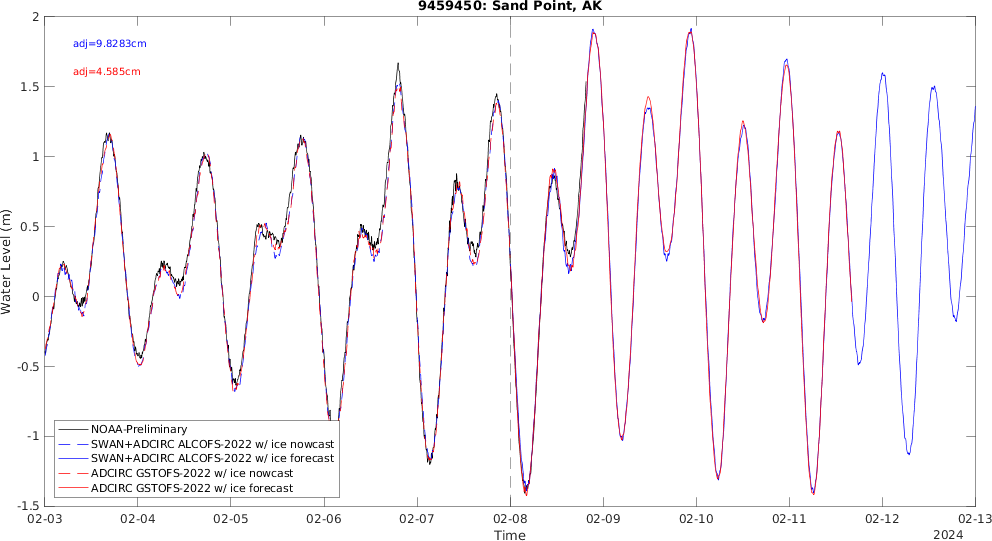 9459450: Sand Point, AK
adj=9.8283cm
adj=4.585cm
2
1.5
1
0.5
0
-0.5
-1
-1.5
Water Level (m)
NOAA-Preliminary
SWAN+ADCIRC ALCOFS-2022 w/ ice nowcast
SWAN+ADCIRC ALCOFS-2022 w/ ice forecast
ADCIRC GSTOFS-2022 w/ ice nowcast
ADCIRC GSTOFS-2022 w/ ice forecast
02-03 02-04 02-05 02-06 02-07 02-08 02-09 02-10 02-11 02-12 02-13
Time
2024